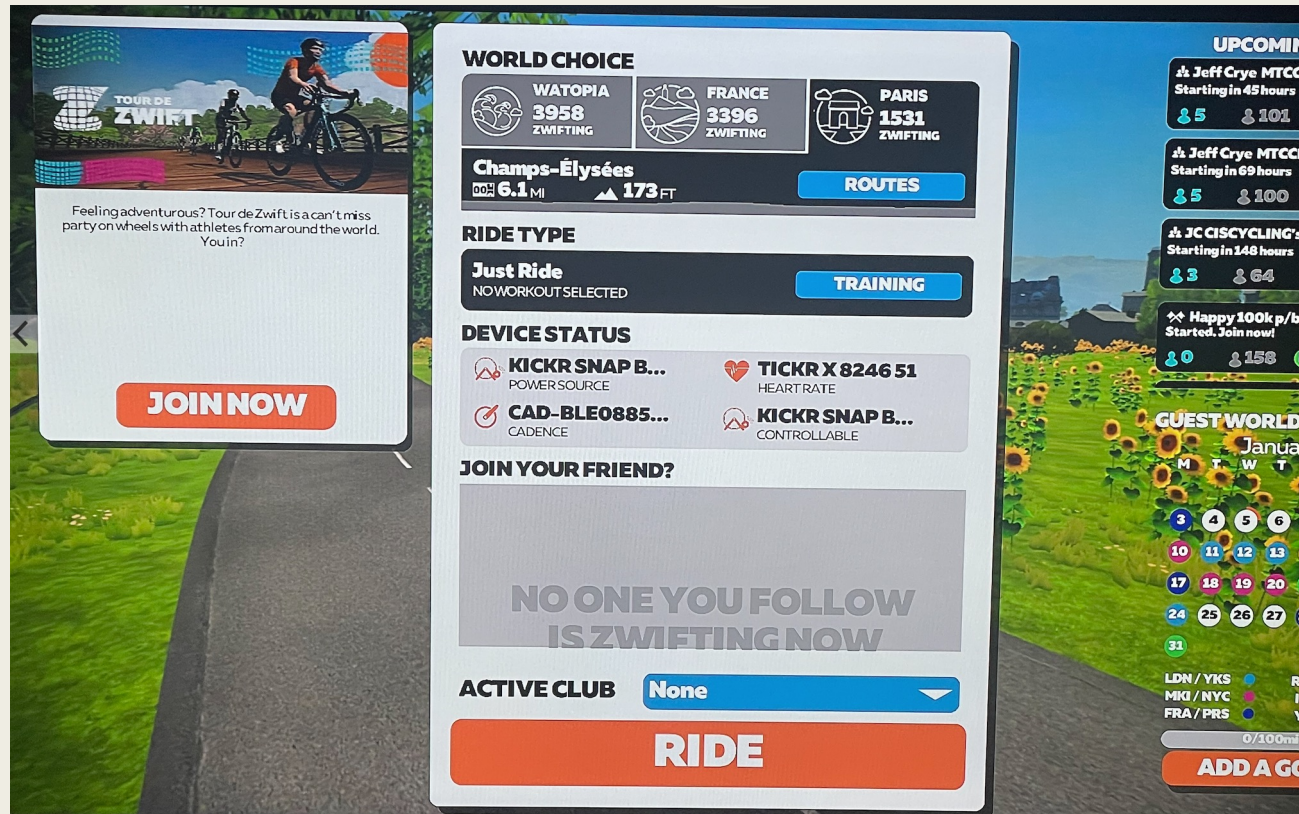 TOUR DE
ZWIFT
Feeling adventurous? Tour de Zwift is a can't miss
party on wheels with athletes from around the world.
You in?
JOIN NOW
WORLD CHOICE
WATOPIA
3958
ZWIFTING
FRANCE
3396
ZWIFTING
PARIS
1531
ZWIFTING
Champs-Élysées
6.1 MI
173 FT
ROUTES
RIDE TYPE
Just Ride
NO WORKOUT SELECTED
TRAINING
DEVICE STATUS
KICKR SNAP B...
POWER SOURCE
TICKR X 8246 51
HEART RATE
CAD-BLE0885...
CADENCE
KICKR SNAP B...
CONTROLLABLE
JOIN YOUR FRIEND?
NO ONE YOU FOLLOW
IS ZWIFTING NOW
ACTIVE CLUB
None
RIDE
UPCOMIN
Jeff Crye MTCC
Starting in 45 hours
5 101
Jeff Crye MTCC
Starting in 69 hours
5 100
JC CISCYCLING's
Starting in 148 hours
3 64
Happy 100k p/b
Started. Join now!
0 158
GUEST WORLD
Janua
M T W T
3 4 5 6
10 11 12 13
17 18 19 20
24 25 26 27
31
LDN / YKS
MKI / NYC
FRA / PRS
0/100mi
ADD A GO